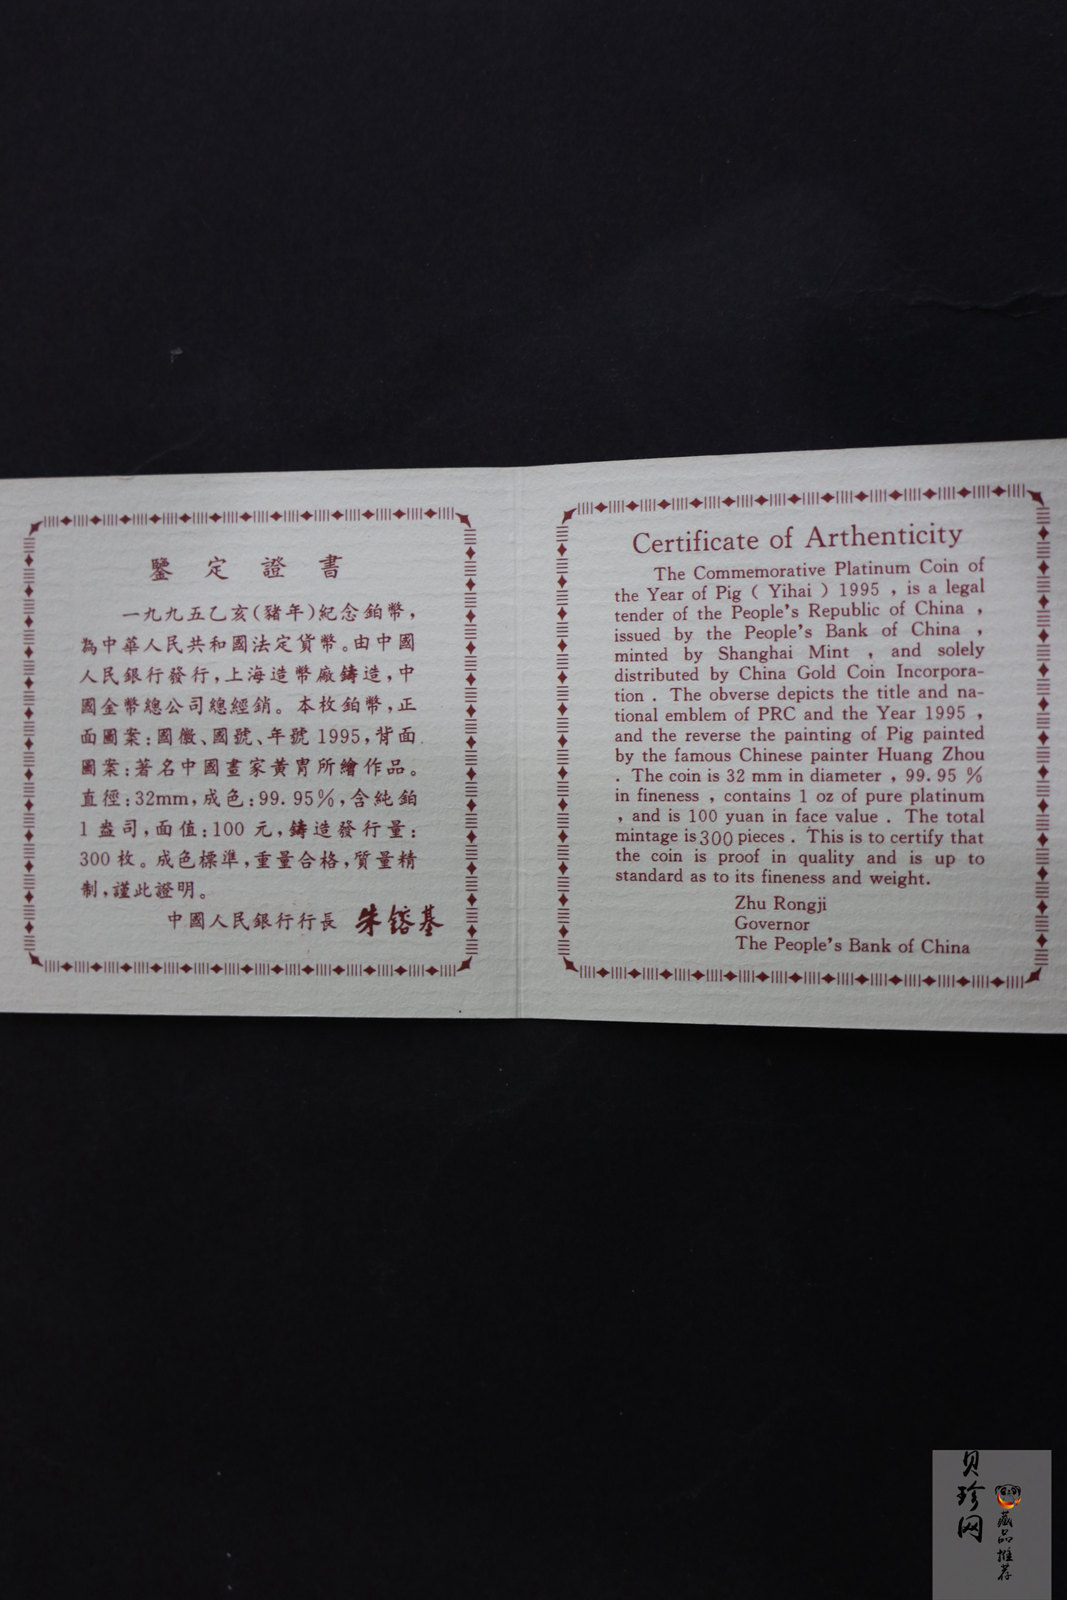 鑒定證書
一九九五乙亥(豬年)紀念鉑幣,
為中華人民共和國法定貨幣。由中國
人民銀行發行,上海造幣廠鑄造,中
國金幣總公司總經銷。本枚鉑幣,正
面圖案:國徽、國號、年號1995,背面
圖案:著名中國畫家黃冑所繪作品。
直徑:32mm,成色:99.95%,含純鉑
1盎司,面值:100元,鑄造發行量:
300枚。成色標準,重量合格,質量精
制,謹此證明。
中國人民銀行行長 朱鎔基
Certificate of Arthenticity
The Commemorative Platinum Coin of
the Year of Pig ( Yihai ) 1995 , is a legal
tender of the People's Republic of China ,
issued by the People's Bank of China ,
minted by Shanghai Mint , and solely
distributed by China Gold Coin Incorpora-
tion . The obverse depicts the title and na-
tional emblem of PRC and the Year 1995 ,
and the reverse the painting of Pig painted
by the famous Chinese painter Huang Zhou
. The coin is 32 mm in diameter , 99.95 %
in fineness , contains 1 oz of pure platinum
, and is 100 yuan in face value . The total
mintage is 300 pieces . This is to certify that
the coin is proof in quality and is up to
standard as to its fineness and weight.
Zhu Rongji
Governor
The People's Bank of China
贝珍网
藏品推荐